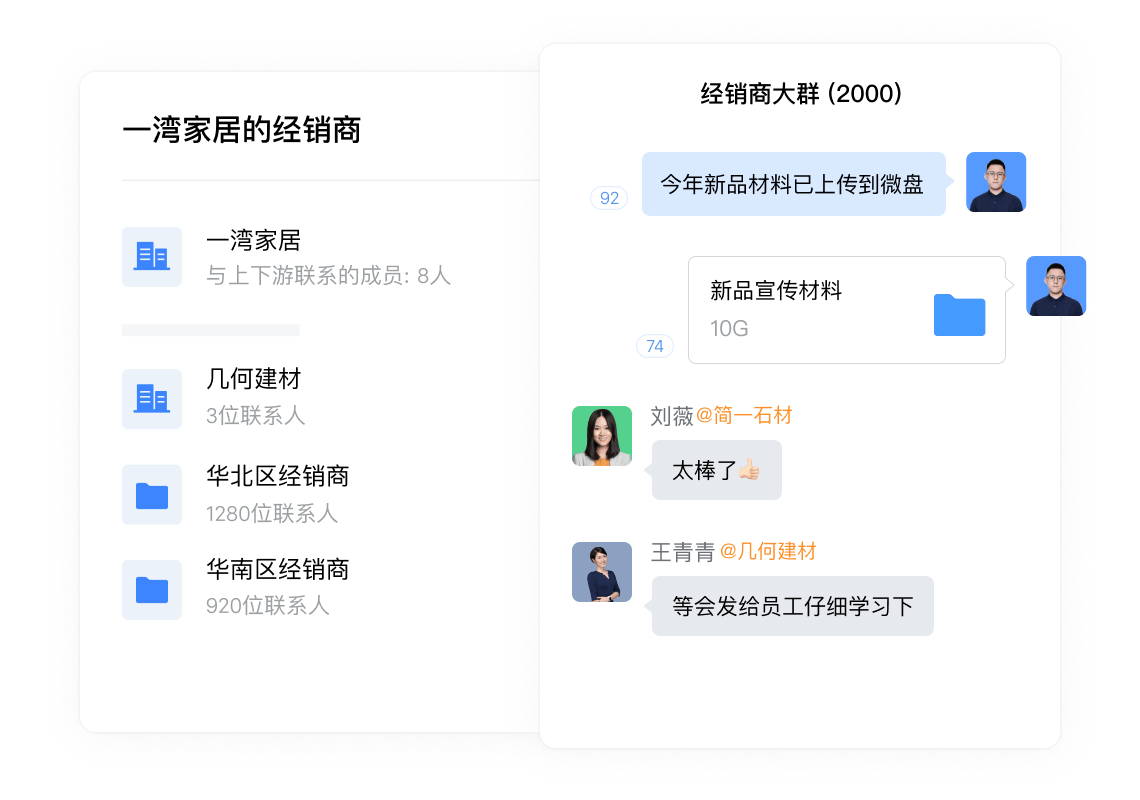 一湾家居的经销商
一湾家居
与上下游联系的成员: 8人
几何建材
3位联系人
华北区经销商
1280位联系人
华南区经销商
920位联系人
经销商大群 (2000)
今年新品材料已上传到微盘
92
新品宣传材料
10G
74
刘薇@简一石材
太棒了👍🏻
王青青@几何建材
等会发给员工仔细学习下